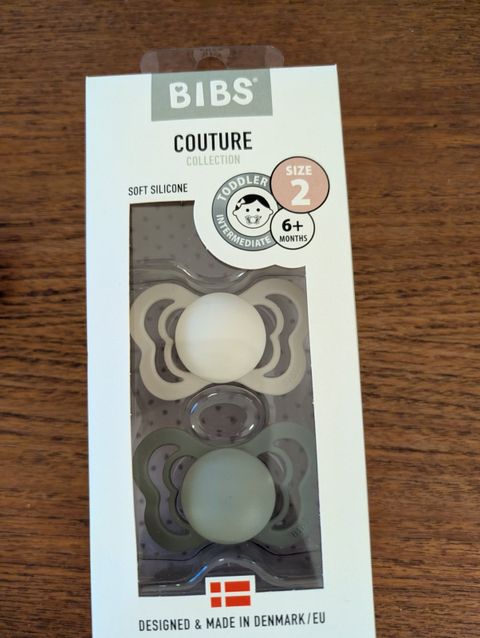 BIBS®
COUTURE
COLLECTION
SOFT SILICONE
TODDLER
INTERMEDIATE
SIZE
2
6+
MONTHS
DESIGNED & MADE IN DENMARK/EU